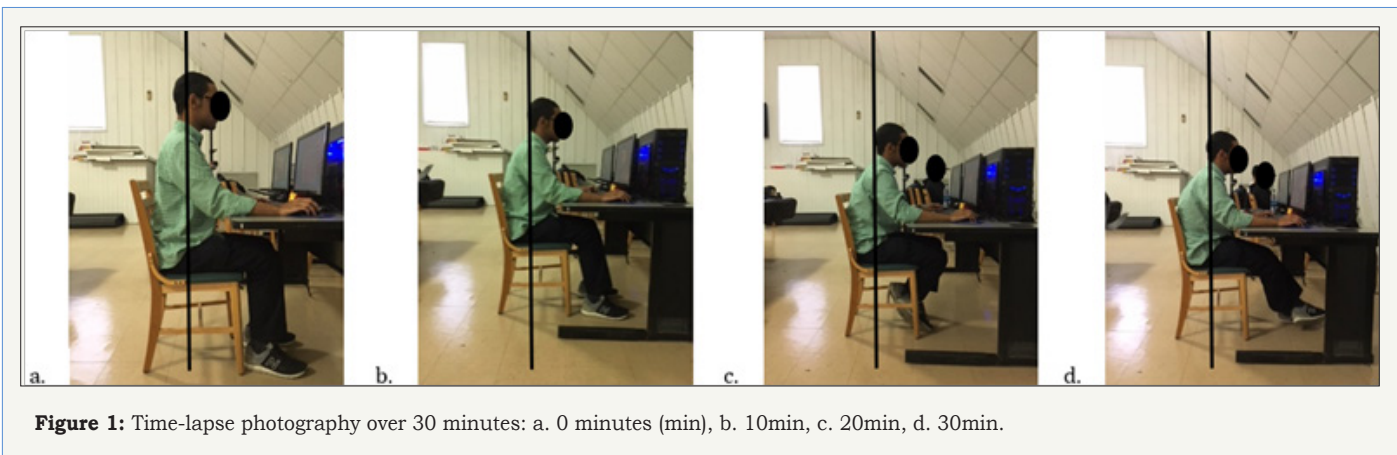 a.
b.
c.
d.
Figure 1: Time-lapse photography over 30 minutes: a. 0 minutes (min), b. 10min, c. 20min, d. 30min.